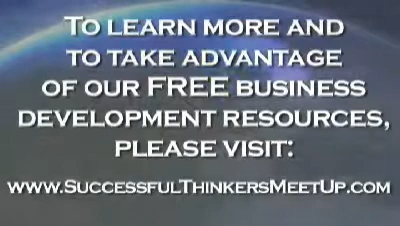 To learn more and
to take advantage
of our FREE business
development resources,
please visit:
www.SuccessfulThinkersMeetUp.com